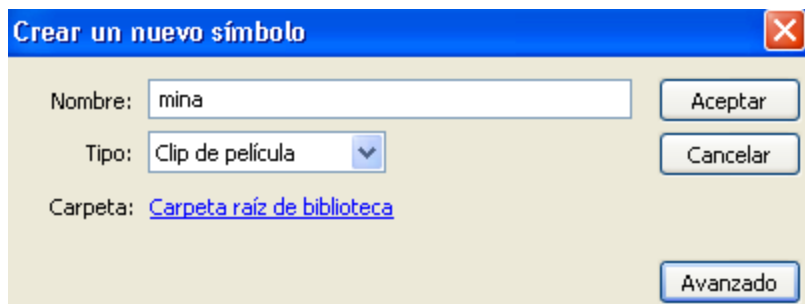 Crear un nuevo símbolo
Nombre: mina Aceptar
Tipo: Clip de película Cancelar
Carpeta: Carpeta raíz de biblioteca
Avanzado